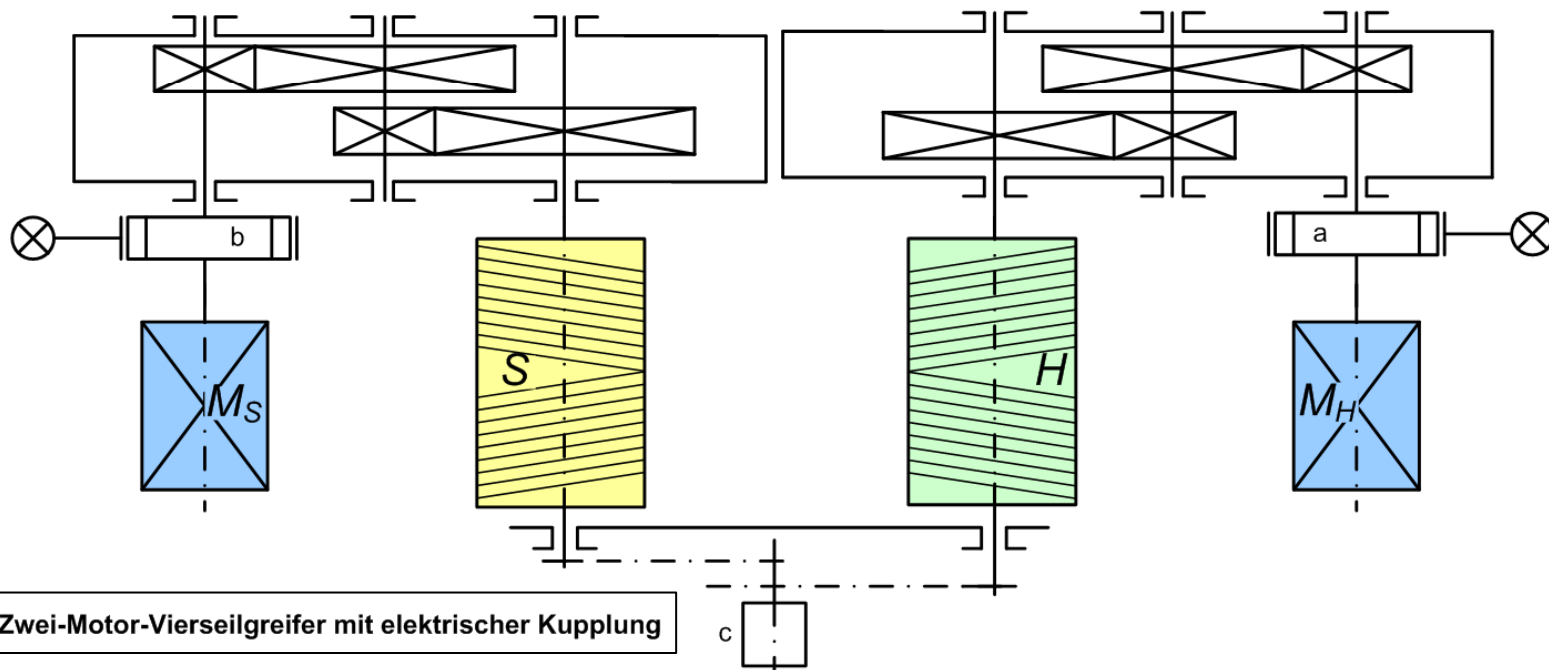 b
a
S
H
M_S
M_H
Zwei-Motor-Vierseilgreifer mit elektrischer Kupplung
c